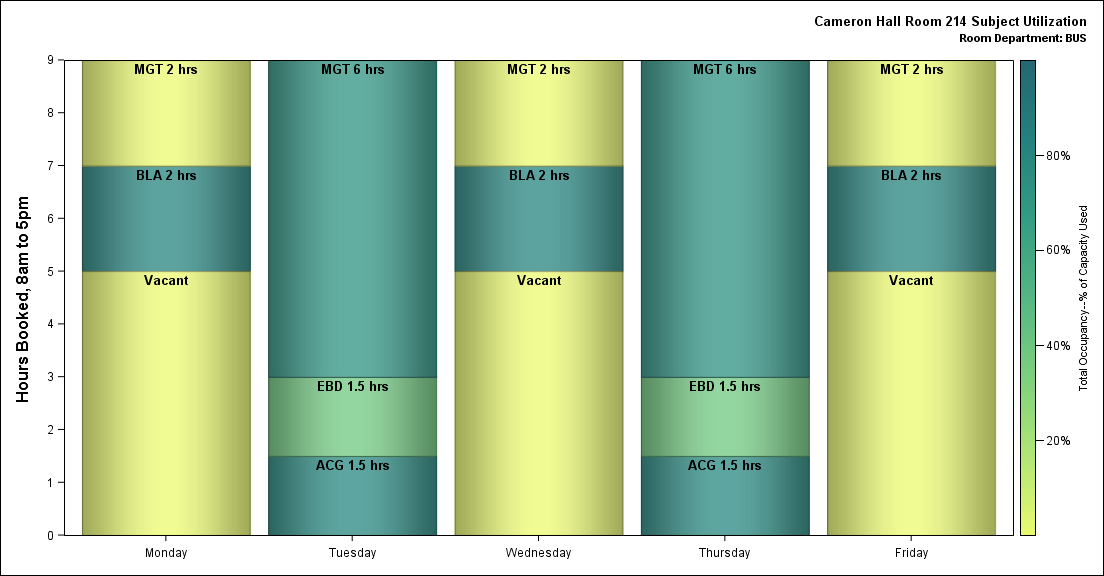 Cameron Hall Room 214 Subject Utilization
Room Department: BUS
Hours Booked, 8am to 5pm
9
8
7
6
5
4
3
2
1
0
MGT 2 hrs
BLA 2 hrs
Vacant
Monday
MGT 6 hrs
EBD 1.5 hrs
ACG 1.5 hrs
Tuesday
MGT 2 hrs
BLA 2 hrs
Vacant
Wednesday
MGT 6 hrs
EBD 1.5 hrs
ACG 1.5 hrs
Thursday
MGT 2 hrs
BLA 2 hrs
Vacant
Friday
80%
60%
40%
20%
Total Occupancy--% of Capacity Used